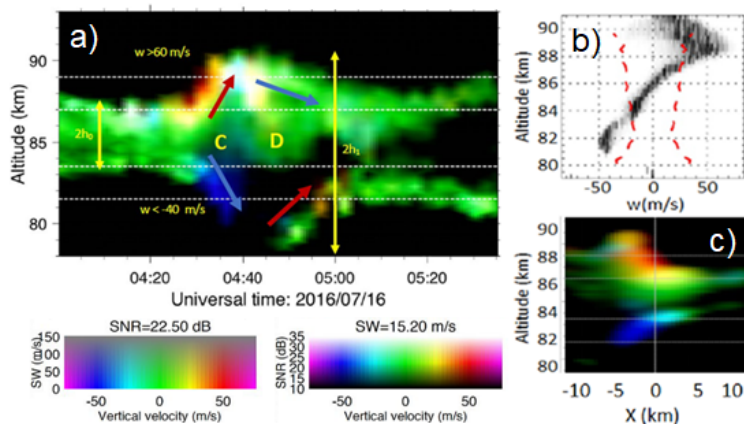 a)
w >60 m/s
C
D
2h₀
2h₁
w < -40 m/s
90
85
80
Altitude (km)
04:20
04:40
05:00
05:20
Universal time: 2016/07/16
SNR=22.50 dB
150
100
50
0
SW (m/s)
-50
0
50
Vertical velocity (m/s)
SW=15.20 m/s
35
30
25
20
15
10
SNR (dB)
-50
0
50
Vertical velocity (m/s)
b)
90
88
86
84
82
80
Altitude (km)
-50
0
50
w(m/s)
c)
90
88
86
84
82
80
Altitude (km)
-10
-5
0
5
10
X (km)